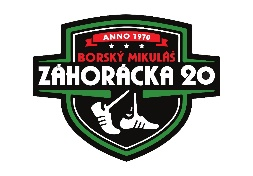 ANNO 1970
BORSKÝ MIKULÁŠ
ZÁHORÁCKA 20